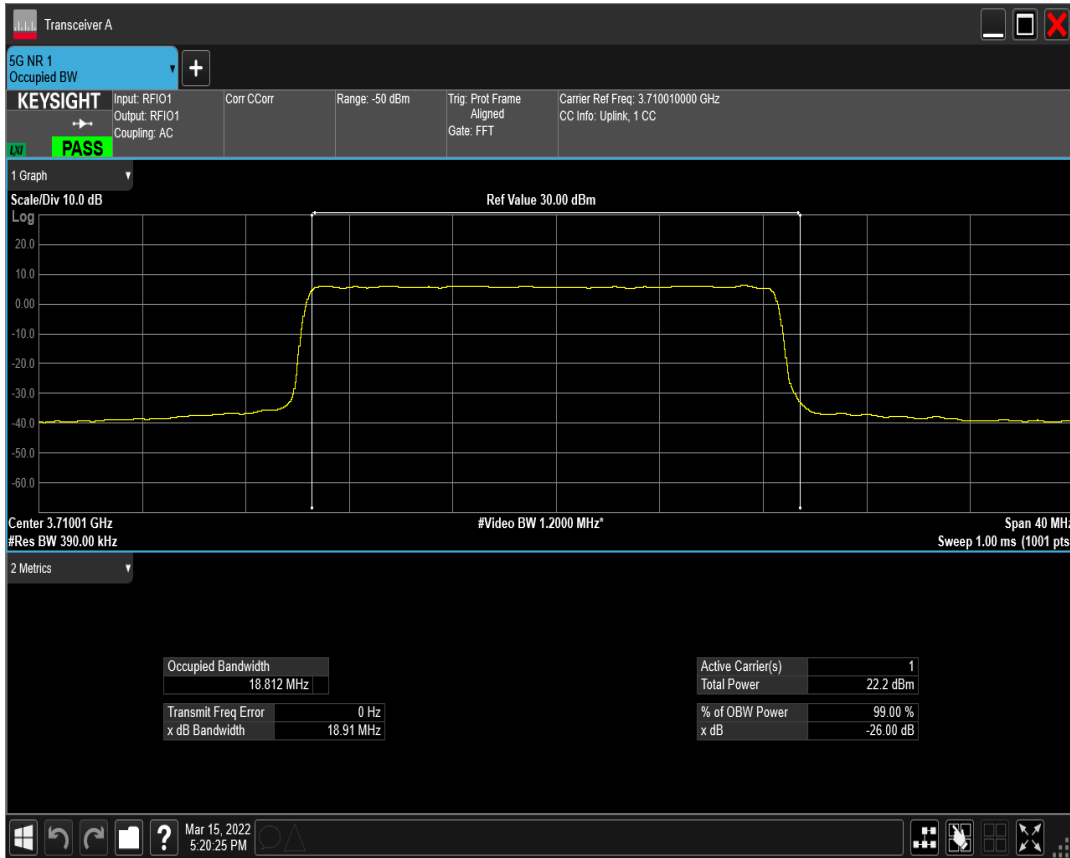 Transceiver A
5G NR 1
Occupied BW
+
KEYSIGHT
LXI
PASS
Input: RFIO1
Output: RFIO1
Coupling: AC
Corr CCorr
Range: -50 dBm
Trig: Prot Frame
Aligned
Gate: FFT
Carrier Ref Freq: 3.710010000 GHz
CC Info: Uplink, 1 CC
1 Graph
Scale/Div 10.0 dB
Ref Value 30.00 dBm
Log
20.0
10.0
0.00
-10.0
-20.0
-30.0
-40.0
-50.0
-60.0
Center 3.71001 GHz
#Video BW 1.2000 MHz*
Span 40 MHz
#Res BW 390.00 kHz
Sweep 1.00 ms (1001 pts
2 Metrics
Occupied Bandwidth
18.812 MHz
Transmit Freq Error 0 Hz
x dB Bandwidth 18.91 MHz
Active Carrier(s) 1
Total Power 22.2 dBm
% of OBW Power 99.00 %
x dB -26.00 dB
?
Mar 15, 2022
5:20:25 PM